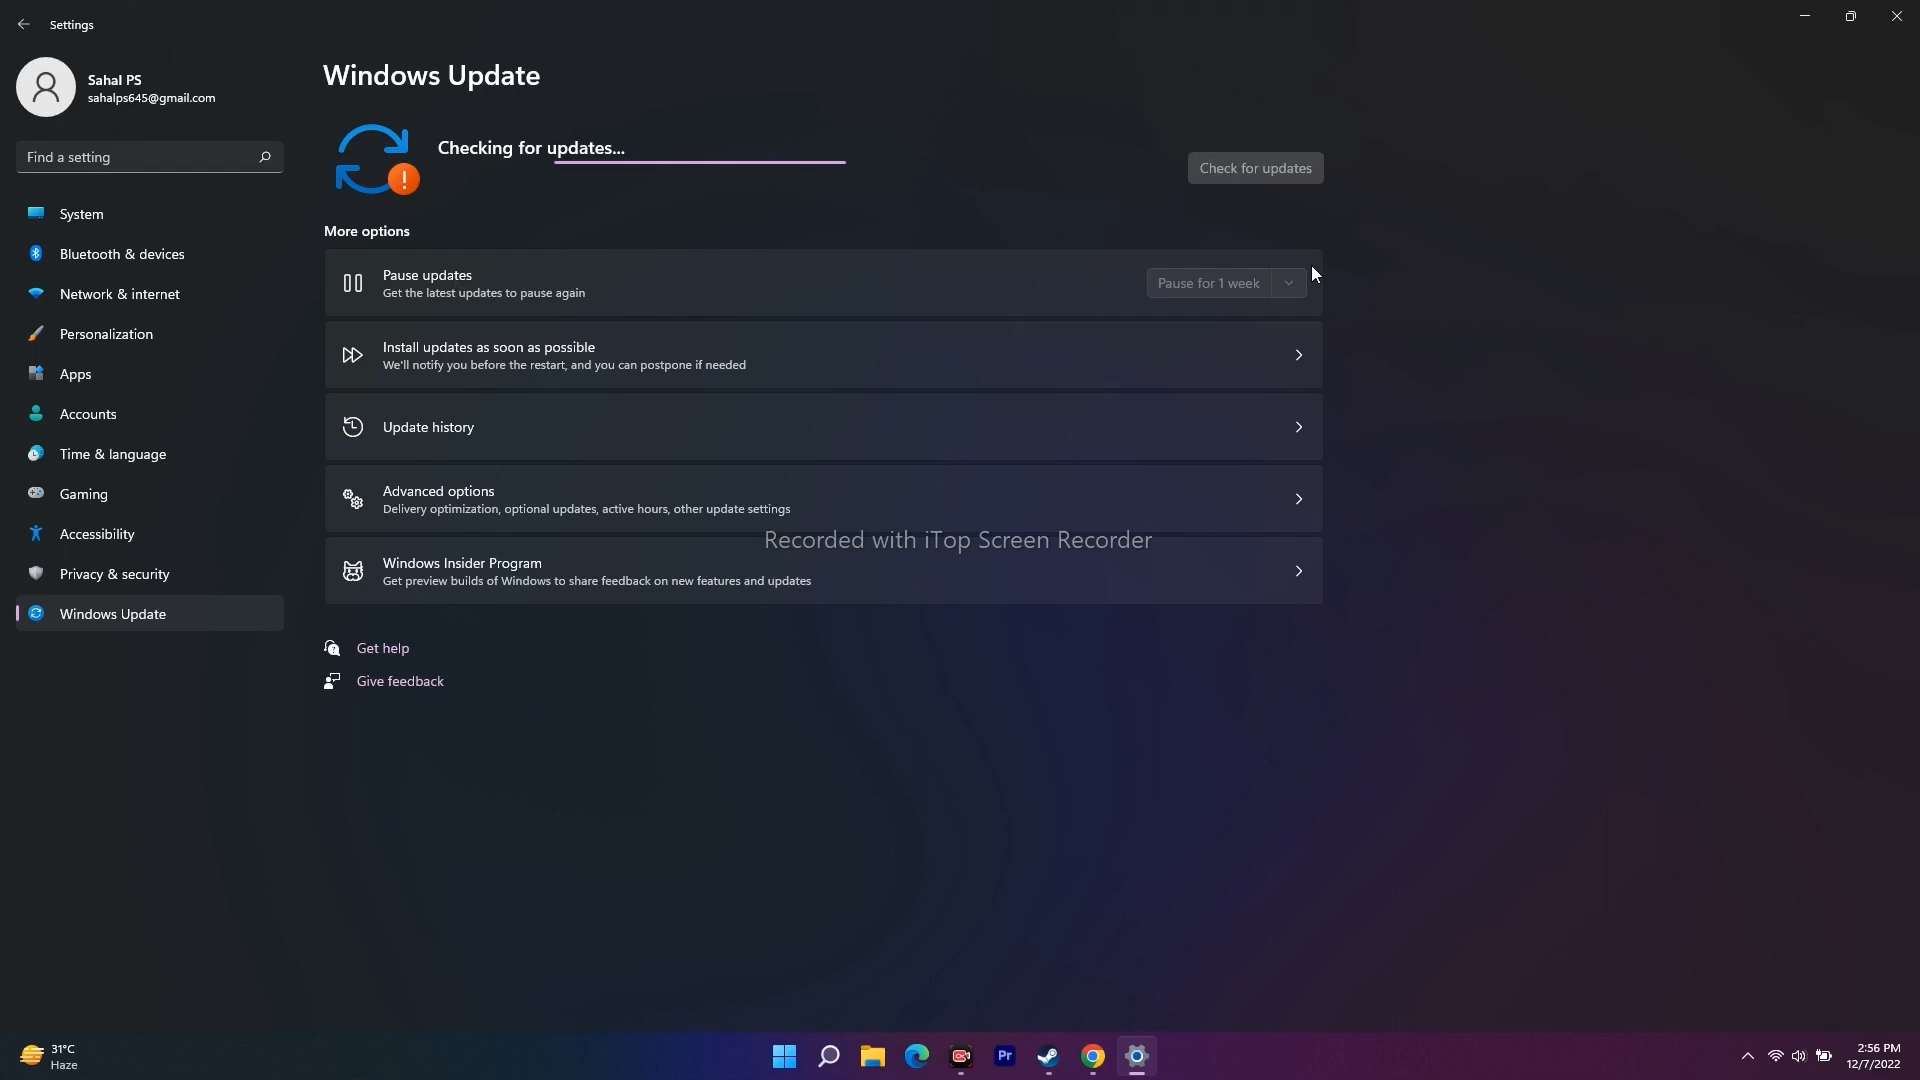 Settings
Sahal PS
sahalps645@gmail.com
Find a setting
System
Bluetooth & devices
Network & internet
Personalization
Apps
Accounts
Time & language
Gaming
Accessibility
Privacy & security
Windows Update
Windows Update
Checking for updates...
Check for updates
More options
Pause updates
Get the latest updates to pause again
Pause for 1 week
Install updates as soon as possible
We'll notify you before the restart, and you can postpone if needed
Update history
Advanced options
Delivery optimization, optional updates, active hours, other update settings
Recorded with iTop Screen Recorder
Windows Insider Program
Get preview builds of Windows to share feedback on new features and updates
Get help
Give feedback
31°C
Haze
Pr
2:56 PM
12/7/2022